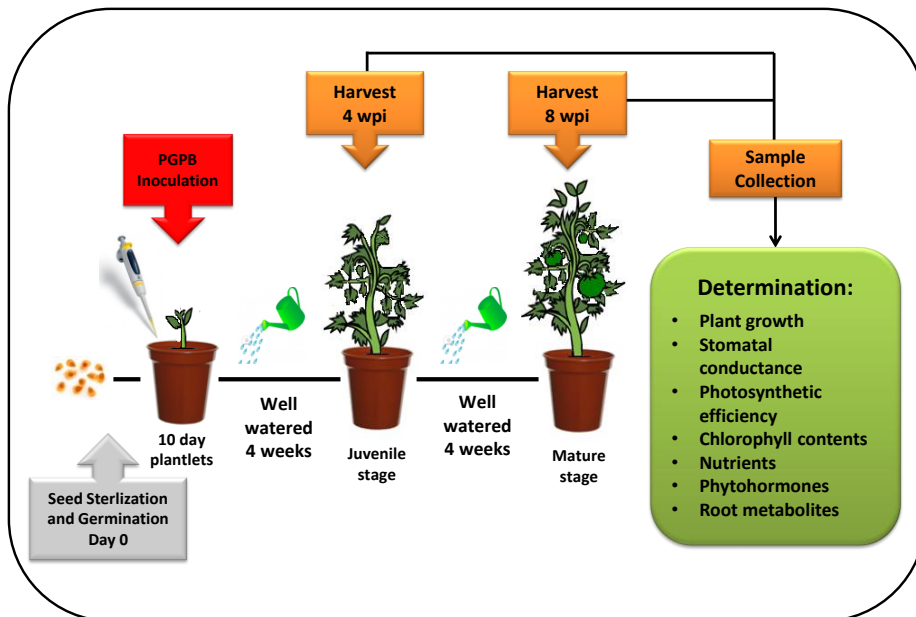 Harvest
4 wpi
Harvest
8 wpi
PGPB
Inoculation
Sample
Collection
Determination:
• Plant growth
• Stomatal
conductance
• Photosynthetic
efficiency
• Chlorophyll contents
• Nutrients
• Phytohormones
• Root metabolites
10 day
plantlets
Well
watered
4 weeks
Juvenile
stage
Well
watered
4 weeks
Mature
stage
Seed Sterlization
and Germination
Day 0